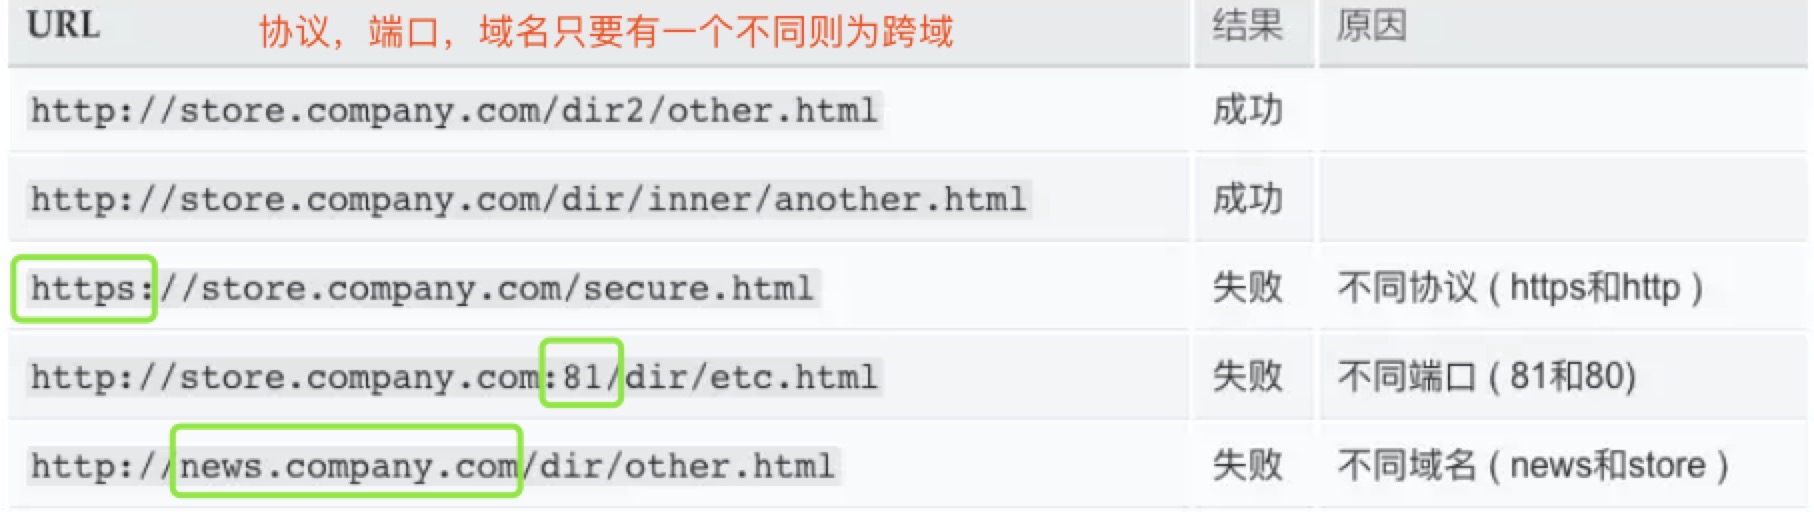 URL 协议，端口，域名只要有一个不同则为跨域 结果 原因
http://store.company.com/dir2/other.html 成功
http://store.company.com/dir/inner/another.html 成功
https://store.company.com/secure.html 失败 不同协议 ( https和http )
http://store.company.com:81/dir/etc.html 失败 不同端口 ( 81和80)
http://news.company.com/dir/other.html 失败 不同域名 ( news和store )